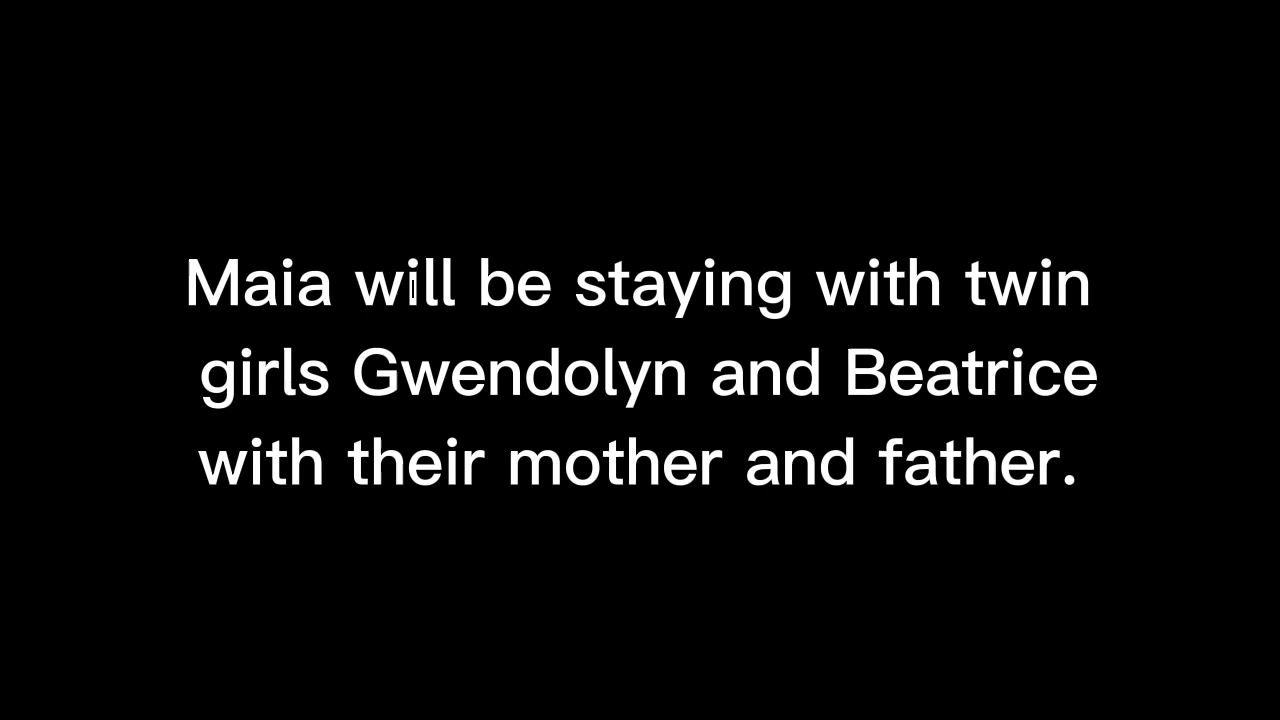 Maia will be staying with twin
girls Gwendolyn and Beatrice
with their mother and father.